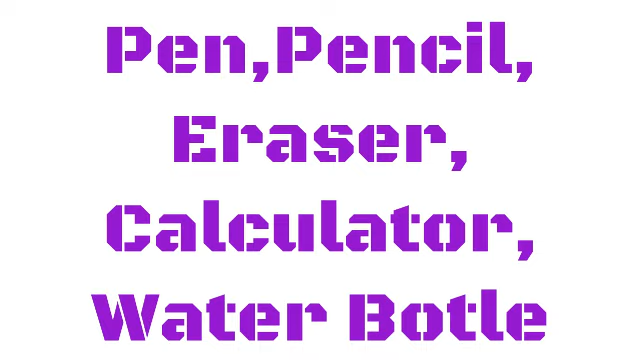 Pen,Pencil,
Eraser,
Calculator,
Water Botle